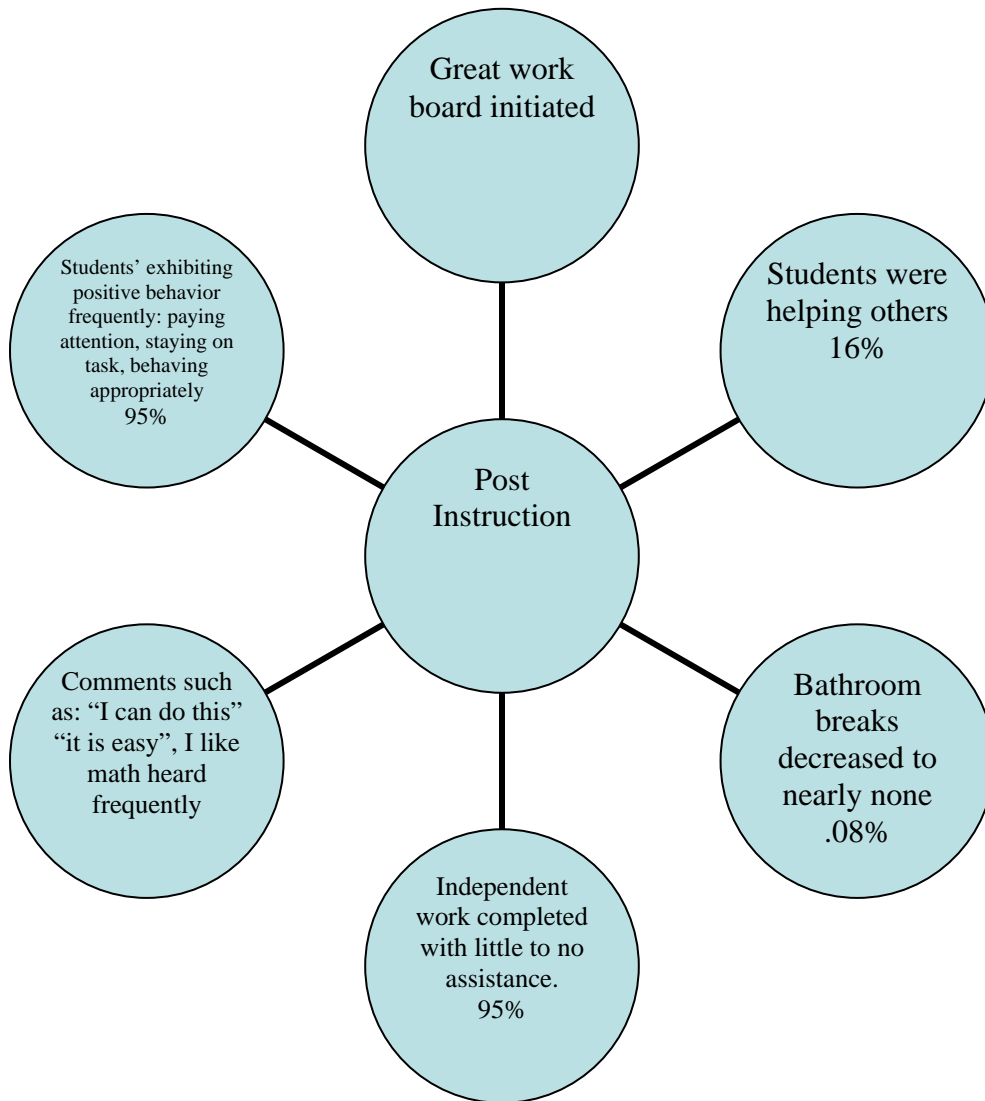 Great work
board initiated
Students’ exhibiting
positive behavior
frequently: paying
attention, staying on
task, behaving
appropriately
95%
Students were
helping others
16%
Post
Instruction
Comments such
as: “I can do this”
“it is easy”, I like
math heard
frequently
Bathroom
breaks
decreased to
nearly none
.08%
Independent
work completed
with little to no
assistance.
95%